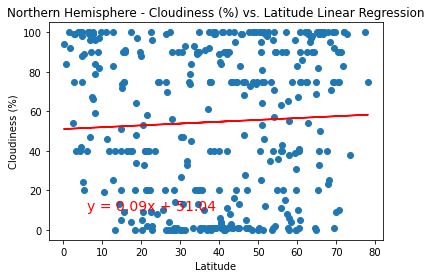 Northern Hemisphere - Cloudiness (%) vs. Latitude Linear Regression
100
80
60
40
20
0
Cloudiness (%)
y = 0.09x + 51.04
0 10 20 30 40 50 60 70 80
Latitude